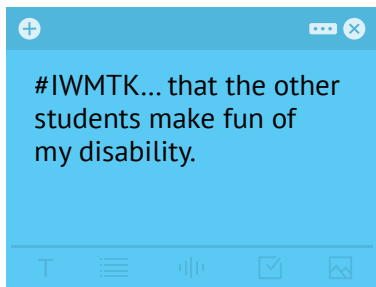 #IWMTK... that the other
students make fun of
my disability.
T